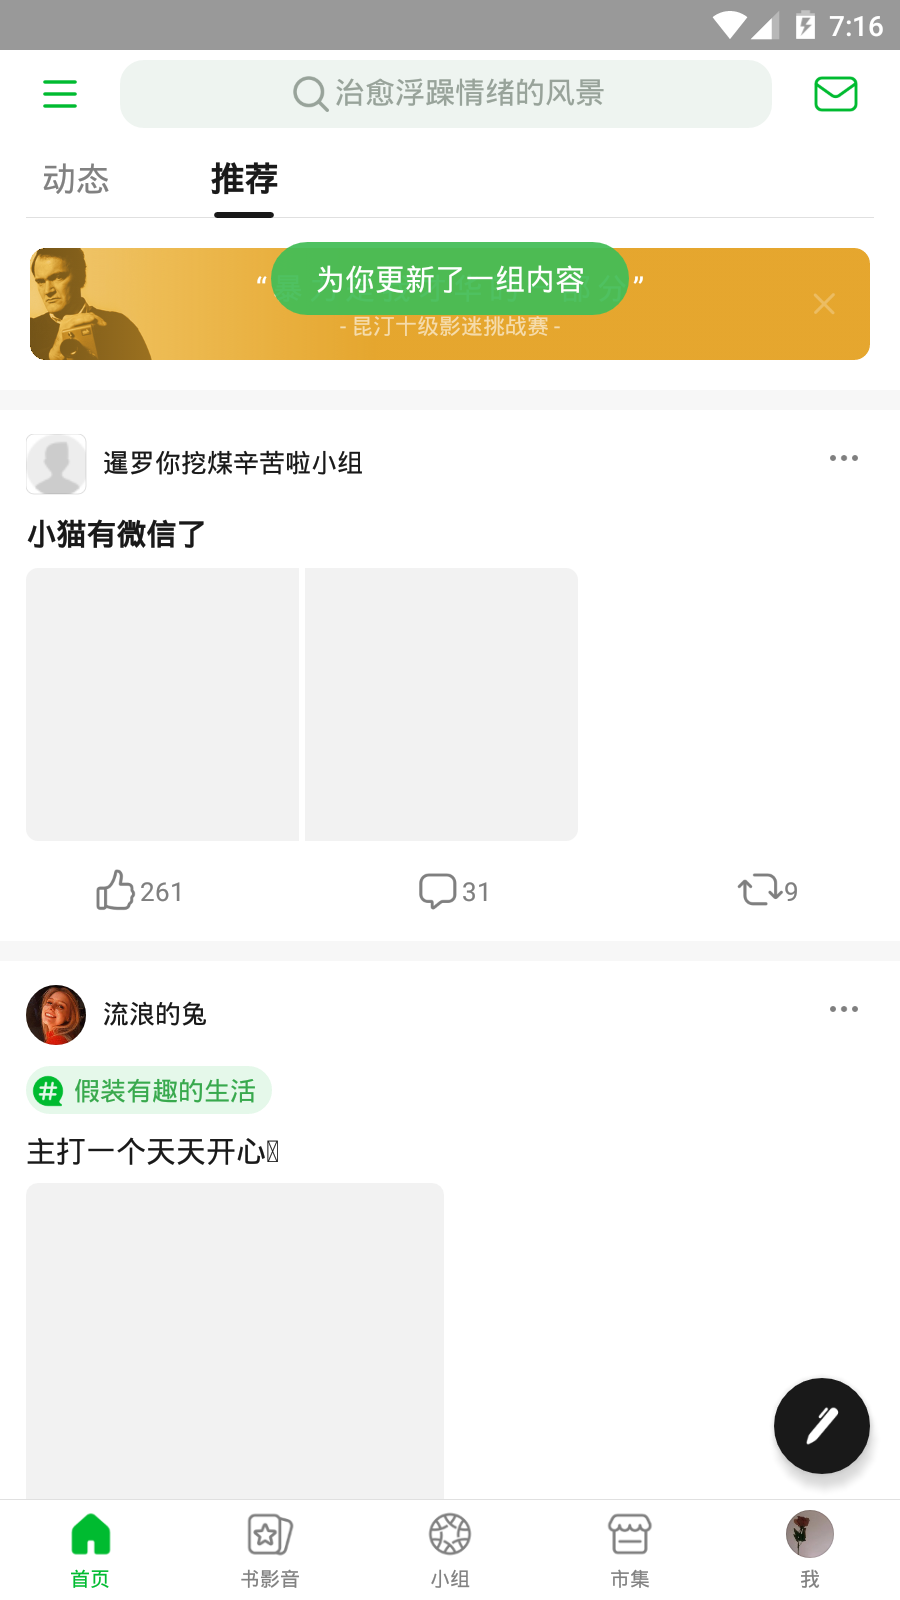 7:16
治愈浮躁情绪的风景
动态
推荐
为你更新了一组内容
- 昆汀十级影迷挑战赛 -
暹罗你挖煤辛苦啦小组
小猫有微信了
261
31
9
流浪的兔
假装有趣的生活
主打一个天天开心
首页
书影音
小组
市集
我